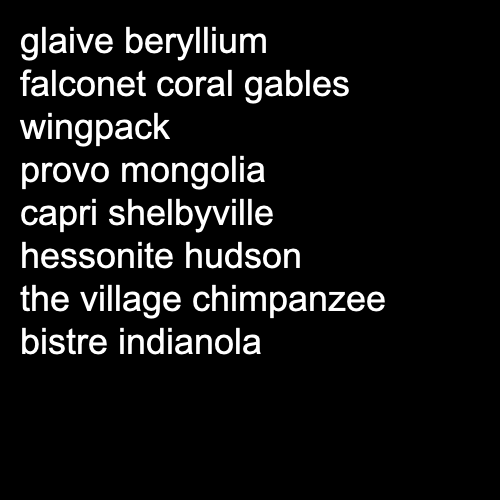 glaive beryllium
falconet coral gables
wingpack
provo mongolia
capri shelbyville
hessonite hudson
the village chimpanzee
bistre indianola